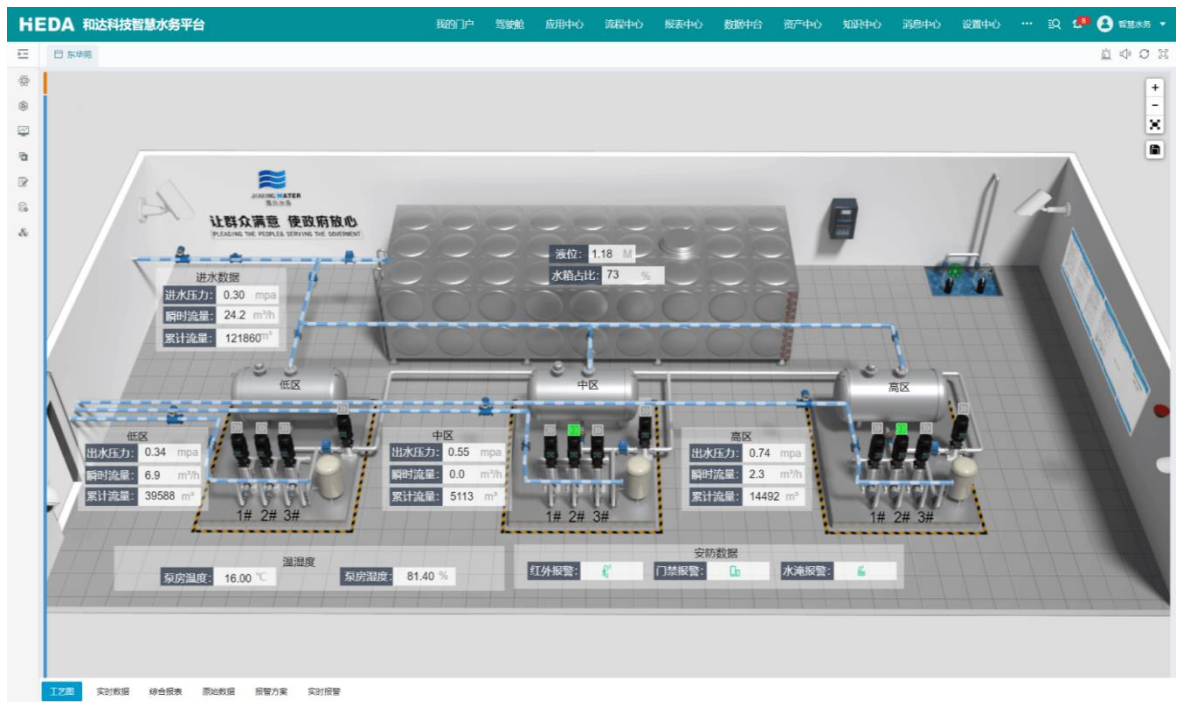 HEDA 和达科技智慧水务平台
我的门户 驾驶舱 应用中心 流程中心 报表中心 数据中台 资产中心 知识中心 消息中心 设置中心 ··· 智慧水务
东华苑
让群众满意 使政府放心
PLEASING THE PEOPLE& SERVING THE GOVERMENT
液位: 1.18 M
水箱占比: 73 %
进水数据
进水压力: 0.30 mpa
瞬时流量: 24.2 m³/h
累计流量: 121860 m³
低区
中区
高区
低区
出水压力: 0.34 mpa
瞬时流量: 6.9 m³/h
累计流量: 39588 m³
中区
出水压力: 0.55 mpa
瞬时流量: 0.0 m³/h
累计流量: 5113 m³
高区
出水压力: 0.74 mpa
瞬时流量: 2.3 m³/h
累计流量: 14492 m³
1# 2# 3#
1# 2# 3#
1# 2# 3#
温湿度
泵房温度: 16.00 ℃ 泵房湿度: 81.40 %
安防数据
红外报警: 门禁报警: 水淹报警:
工艺图 实时数据 综合报表 原始数据 报警方案 实时报警